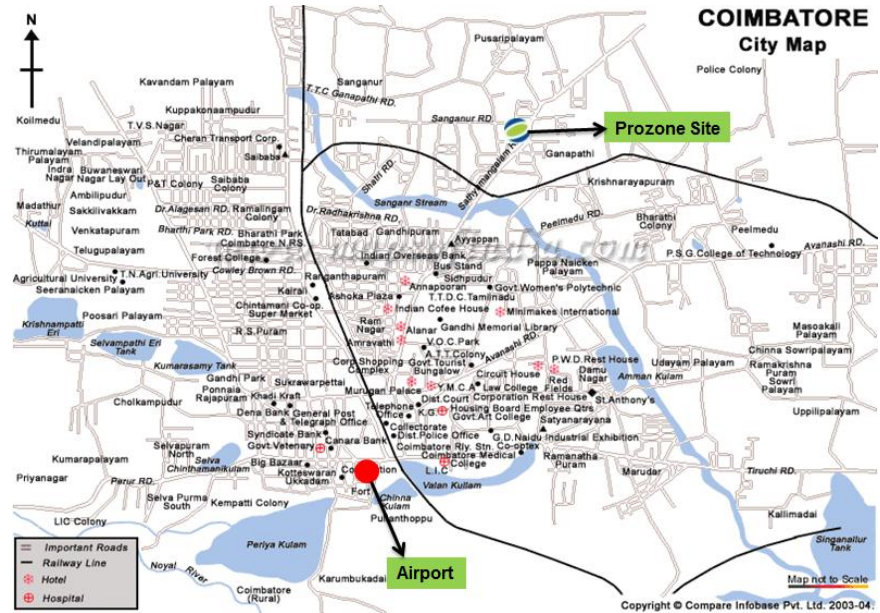 COIMBATORE
City Map
N
Pusaripalayam
Police Colony
Sanganur
Kavandam Palayam
T.T.C Ganapathi RD.
Kuppakonaampudur
Koilmedu
T.V.S.Nagar
Sanganur RD.
Prozone Site
Velandipalayam
Cheran Transport Corp.
Thirumalayam
Palayam
Saibaba
Ganapathi
Indra
Nagar
Buwaneswari
Nagar Lay Out
Saibaba
Colony
P&T Colony
Shatri RD.
Sathyamangalam
Krishnarayapuram
Ambilipudur
Sakkilivakkam
Madathur
Kuttai
Dr.Alagesan RD.
Ramalingam
Colony
Sanganr Stream
Dr.Radhakrishna RD.
Peelmedu RD.
Bharathi
Colony
Venkatapuram
Bharthi Park RD.
Bharathi Park
Tatabad
Gandhipuram
Peelmedu
Telugupalayam
Coimbatore N.RS.
Ayyappan
Avanashi RD.
Forest College
Indian Overseas Bank
P.S.G.College of Technology
Cowley Brown RD.
Bus Stand
Pappa Naicken
Palayam
Agricultural University
T.N.Agri.University
Ranganthapuram
Sidhpudur
Seeranaicken Palayam
Kairali
Annapooran
Govt.Women's Polytechnic
Ashoka Plaza
T.T.D.C.Tamilnadu
Chintamani Co-op.
Super Market
Indian Cofee House
Minimakes International
Poosari Palayam
Krishnampatti
Eri
Ram
Nagar
Alanar
Gandhi Memorial Library
Masoakali
Palayam
R.S.Puram
Amravathi
V.O.C.Park
Selvampathi Eri
Tank
A.T.T.Colony
Avanashi RD.
P.W.D.Rest House
Chinna Sowripalayam
Corp.Shopping
Complex
Govt.Tourist
Bungalow
Circuit House
Damu
Nagar
Udayam Palayam
Ramakrishna
Puram
Sowri
Palayam
Kumarasamy Tank
Red
Fields
Amman Kulam
Gandhi Park
Sukrawarpettai
Murugan Palace
Y.M.C.A
Law College
Ponnaia
Rajapuram
Khadi Kraft
Dist.Court
Corporation Rest House
St.Anthony's
Cholkampudur
Dena Bank
General Post
& Telegraph Office
Telephone
Office
K.G.
Housing Board Employee Qtrs
Uppilipalayam
Govt.Art College
Satyanarayana
Syndicate Bank
Canara Bank
Collectorate
Selvapuram
North
Govt.Vetenary
Dist.Police Office
G.D.Naidu Industrial Exhibition
Kumarapalayam
Coimbatore Rly. Stn.
Co-optex
Selva
Chinthamanikulam
Big Bazaar
Coimbatore Medical
College
Ramanatha
Puram
Marudar
Tiruchi RD.
Priyanagar
Perur RD.
Kotteswaran
L.I.C
Ukkadam
Valan Kullam
Selva Purma
South
Kempatti Colony
Fort
Chinna
Kulam
Kallimadai
LIC Colony
Periya Kulam
Singanallur
Tank
Important Roads
Railway Line
Hotel
Hospital
Noyal River
Airport
Karumbukadai
Coimbatore
(Rural)
Map not to Scale
Copyright © Compare Infobase Pvt. Ltd. 2003-04.